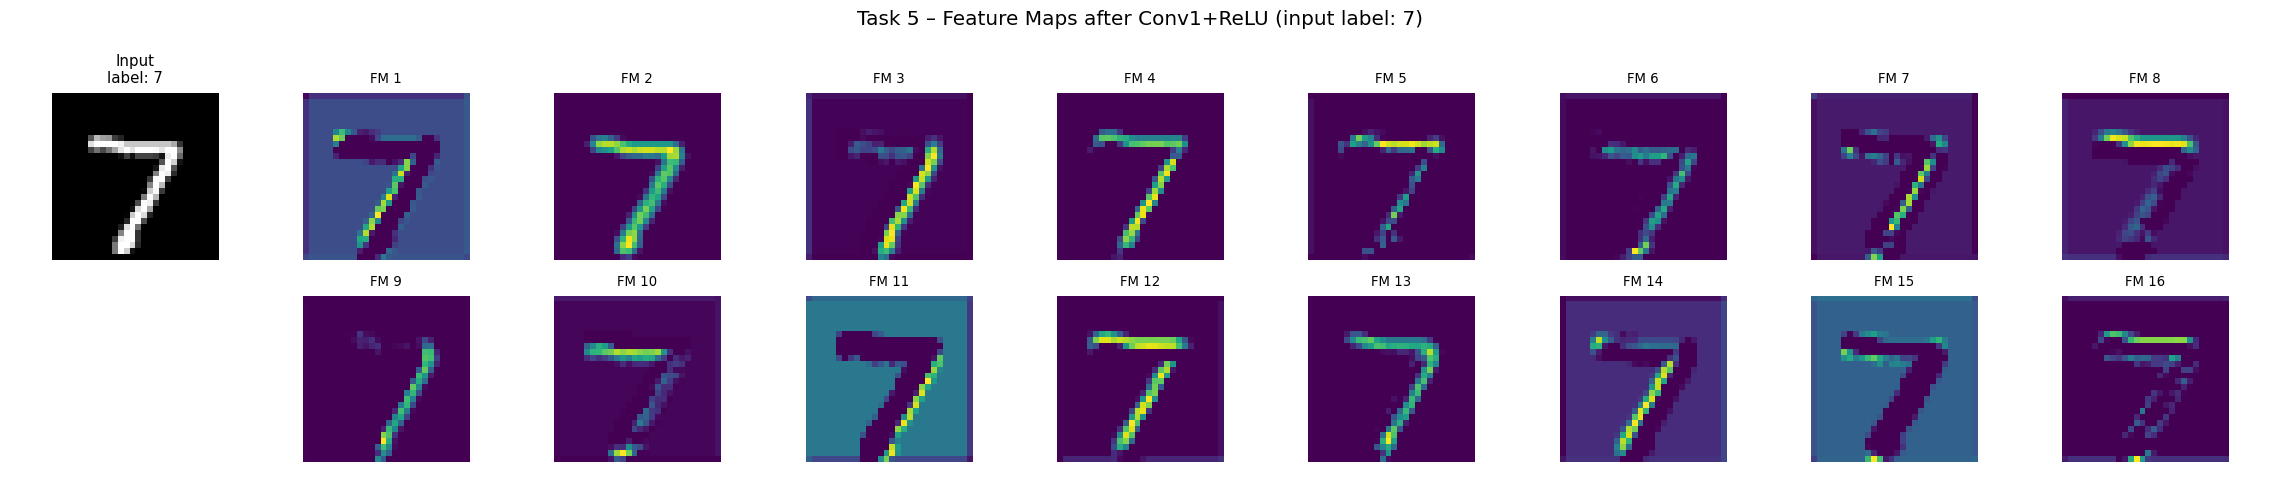 Task 5 – Feature Maps after Conv1+ReLU (input label: 7)
Input
label: 7
FM 1
FM 2
FM 3
FM 4
FM 5
FM 6
FM 7
FM 8
7
FM 9
FM 10
FM 11
FM 12
FM 13
FM 14
FM 15
FM 16